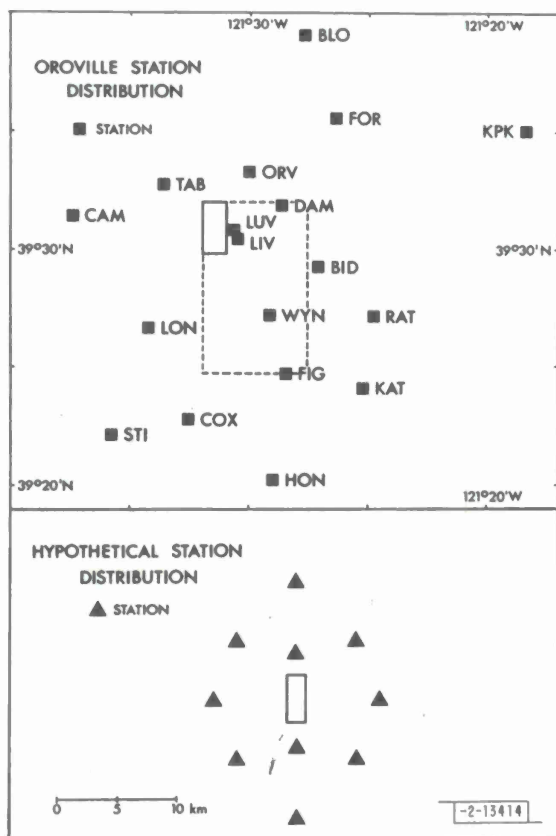 121°30'W
121°20'W
BLO
OROVILLE STATION
DISTRIBUTION
STATION
FOR
KPK
ORV
TAB
DAM
CAM
LUV
LIV
39°30'N
39°30'N
BID
WYN
RAT
LON
FIG
KAT
COX
STI
HON
39°20'N
121°20'W
HYPOTHETICAL STATION
DISTRIBUTION
STATION
0 5 10 km
-2-13414